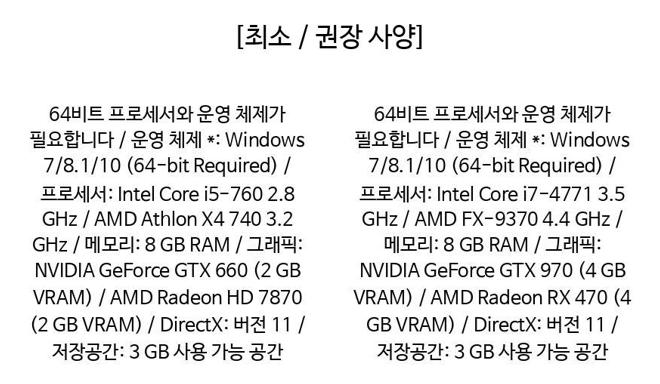 [최소 / 권장 사양]
64비트 프로세서와 운영 체제가
필요합니다 / 운영 체제 *: Windows
7/8.1/10 (64-bit Required) /
프로세서: Intel Core i5-760 2.8
GHz / AMD Athlon X4 740 3.2
GHz / 메모리: 8 GB RAM / 그래픽:
NVIDIA GeForce GTX 660 (2 GB
VRAM) / AMD Radeon HD 7870
(2 GB VRAM) / DirectX: 버전 11 /
저장공간: 3 GB 사용 가능 공간
64비트 프로세서와 운영 체제가
필요합니다 / 운영 체제 *: Windows
7/8.1/10 (64-bit Required) /
프로세서: Intel Core i7-4771 3.5
GHz / AMD FX-9370 4.4 GHz /
메모리: 8 GB RAM / 그래픽:
NVIDIA GeForce GTX 970 (4 GB
VRAM) / AMD Radeon RX 470 (4
GB VRAM) / DirectX: 버전 11 /
저장공간: 3 GB 사용 가능 공간